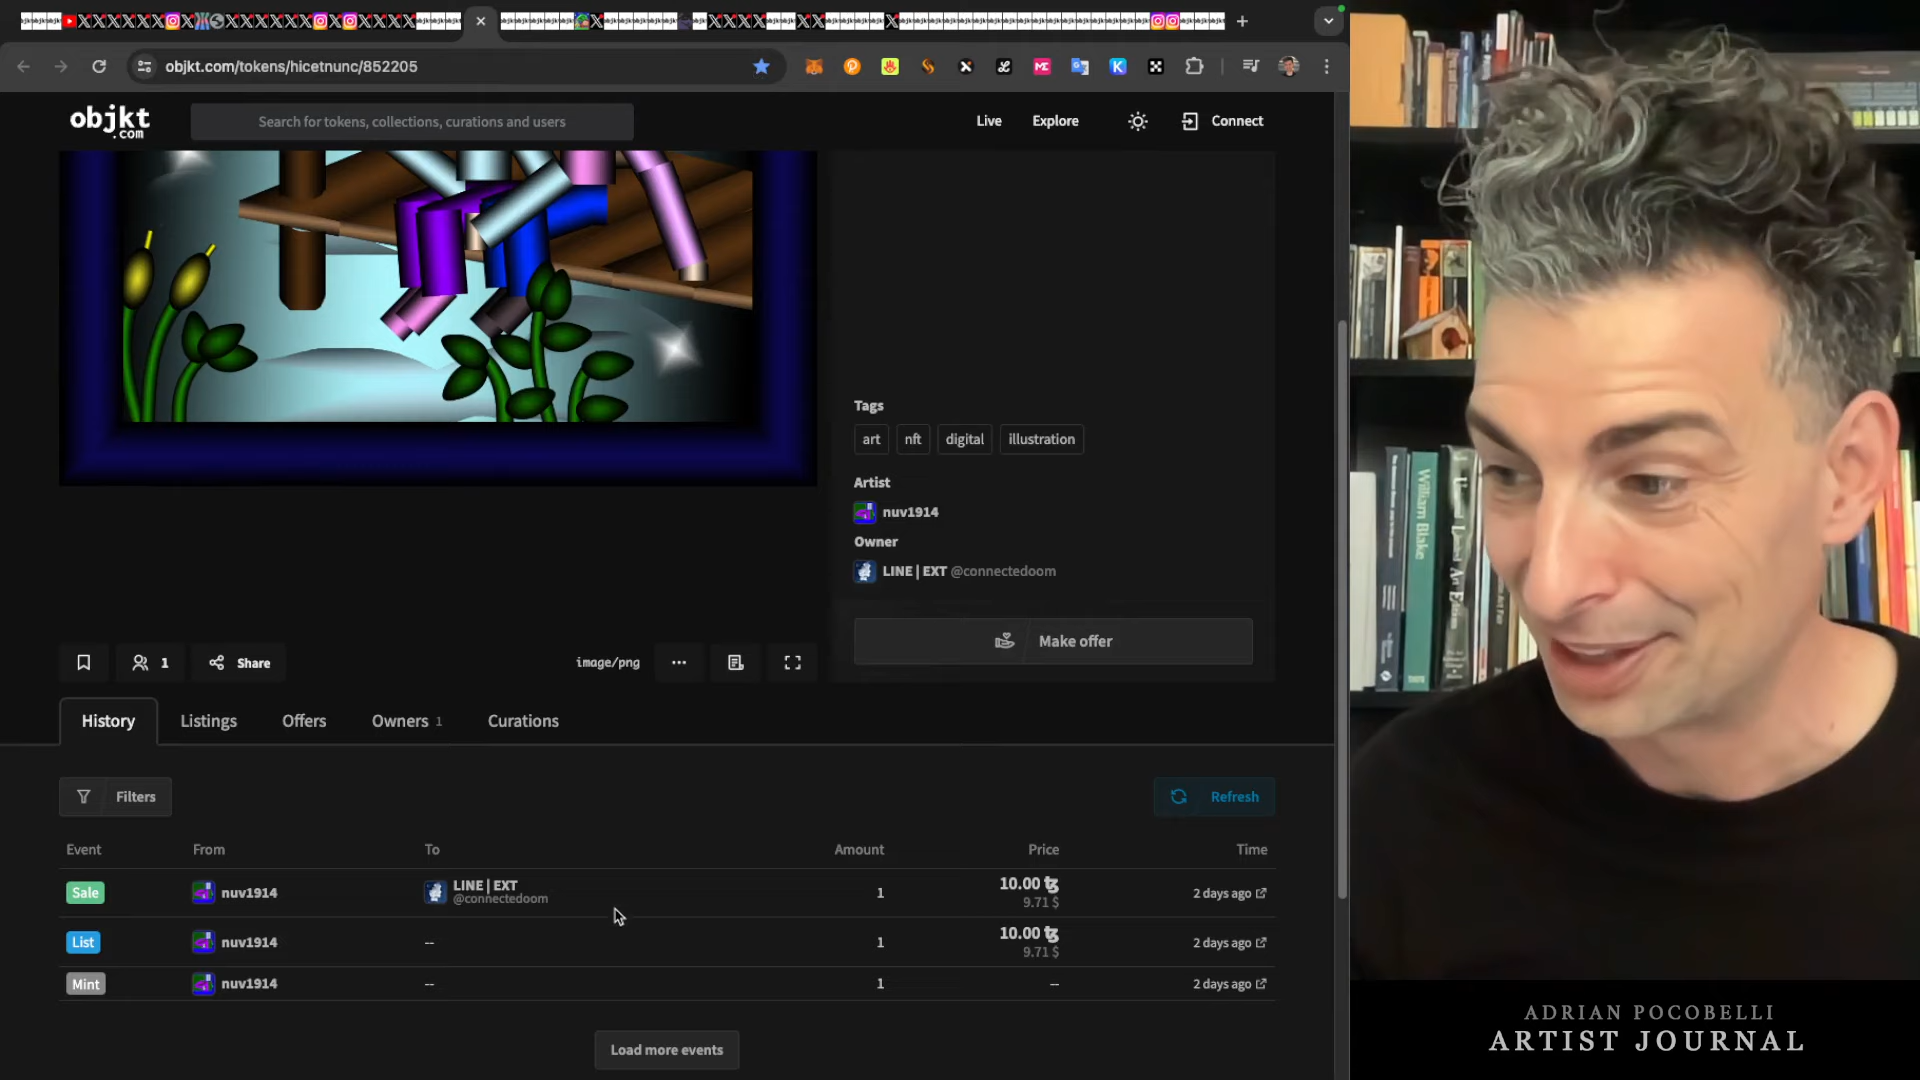 objkt.com/tokens/hicetnunc/852205
objkt
.com
Search for tokens, collections, curations and users
Live
Explore
Connect
Tags
art
nft
digital
illustration
Artist
nuv1914
Owner
LINE | EXT @connectedoom
Make offer
1
Share
image/png
History
Listings
Offers
Owners 1
Curations
Filters
Refresh
Event From To Amount Price Time
Sale nuv1914 LINE | EXT 1 10.00 ꜩ 2 days ago
@connectedoom 9.71 $
List nuv1914 -- 1 10.00 ꜩ 2 days ago
9.71 $
Mint nuv1914 -- 1 -- 2 days ago
Load more events
William Blake
ADRIAN POCOBELLI
ARTIST JOURNAL